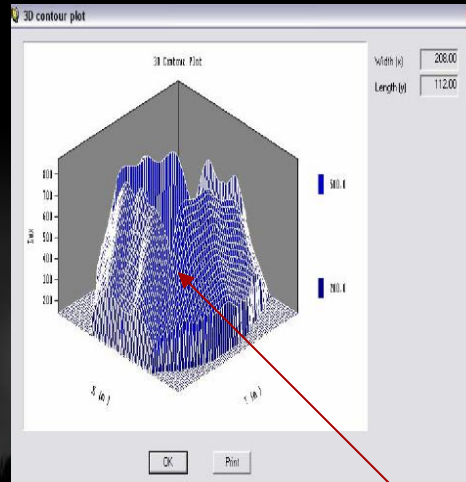 3D contour plot
3D Contour Plot
Width (x) 208.00
Length (y) 112.00
800
700
600
500
400
300
200
500.0
200.0
X (m)
Y (m)
OK
Print